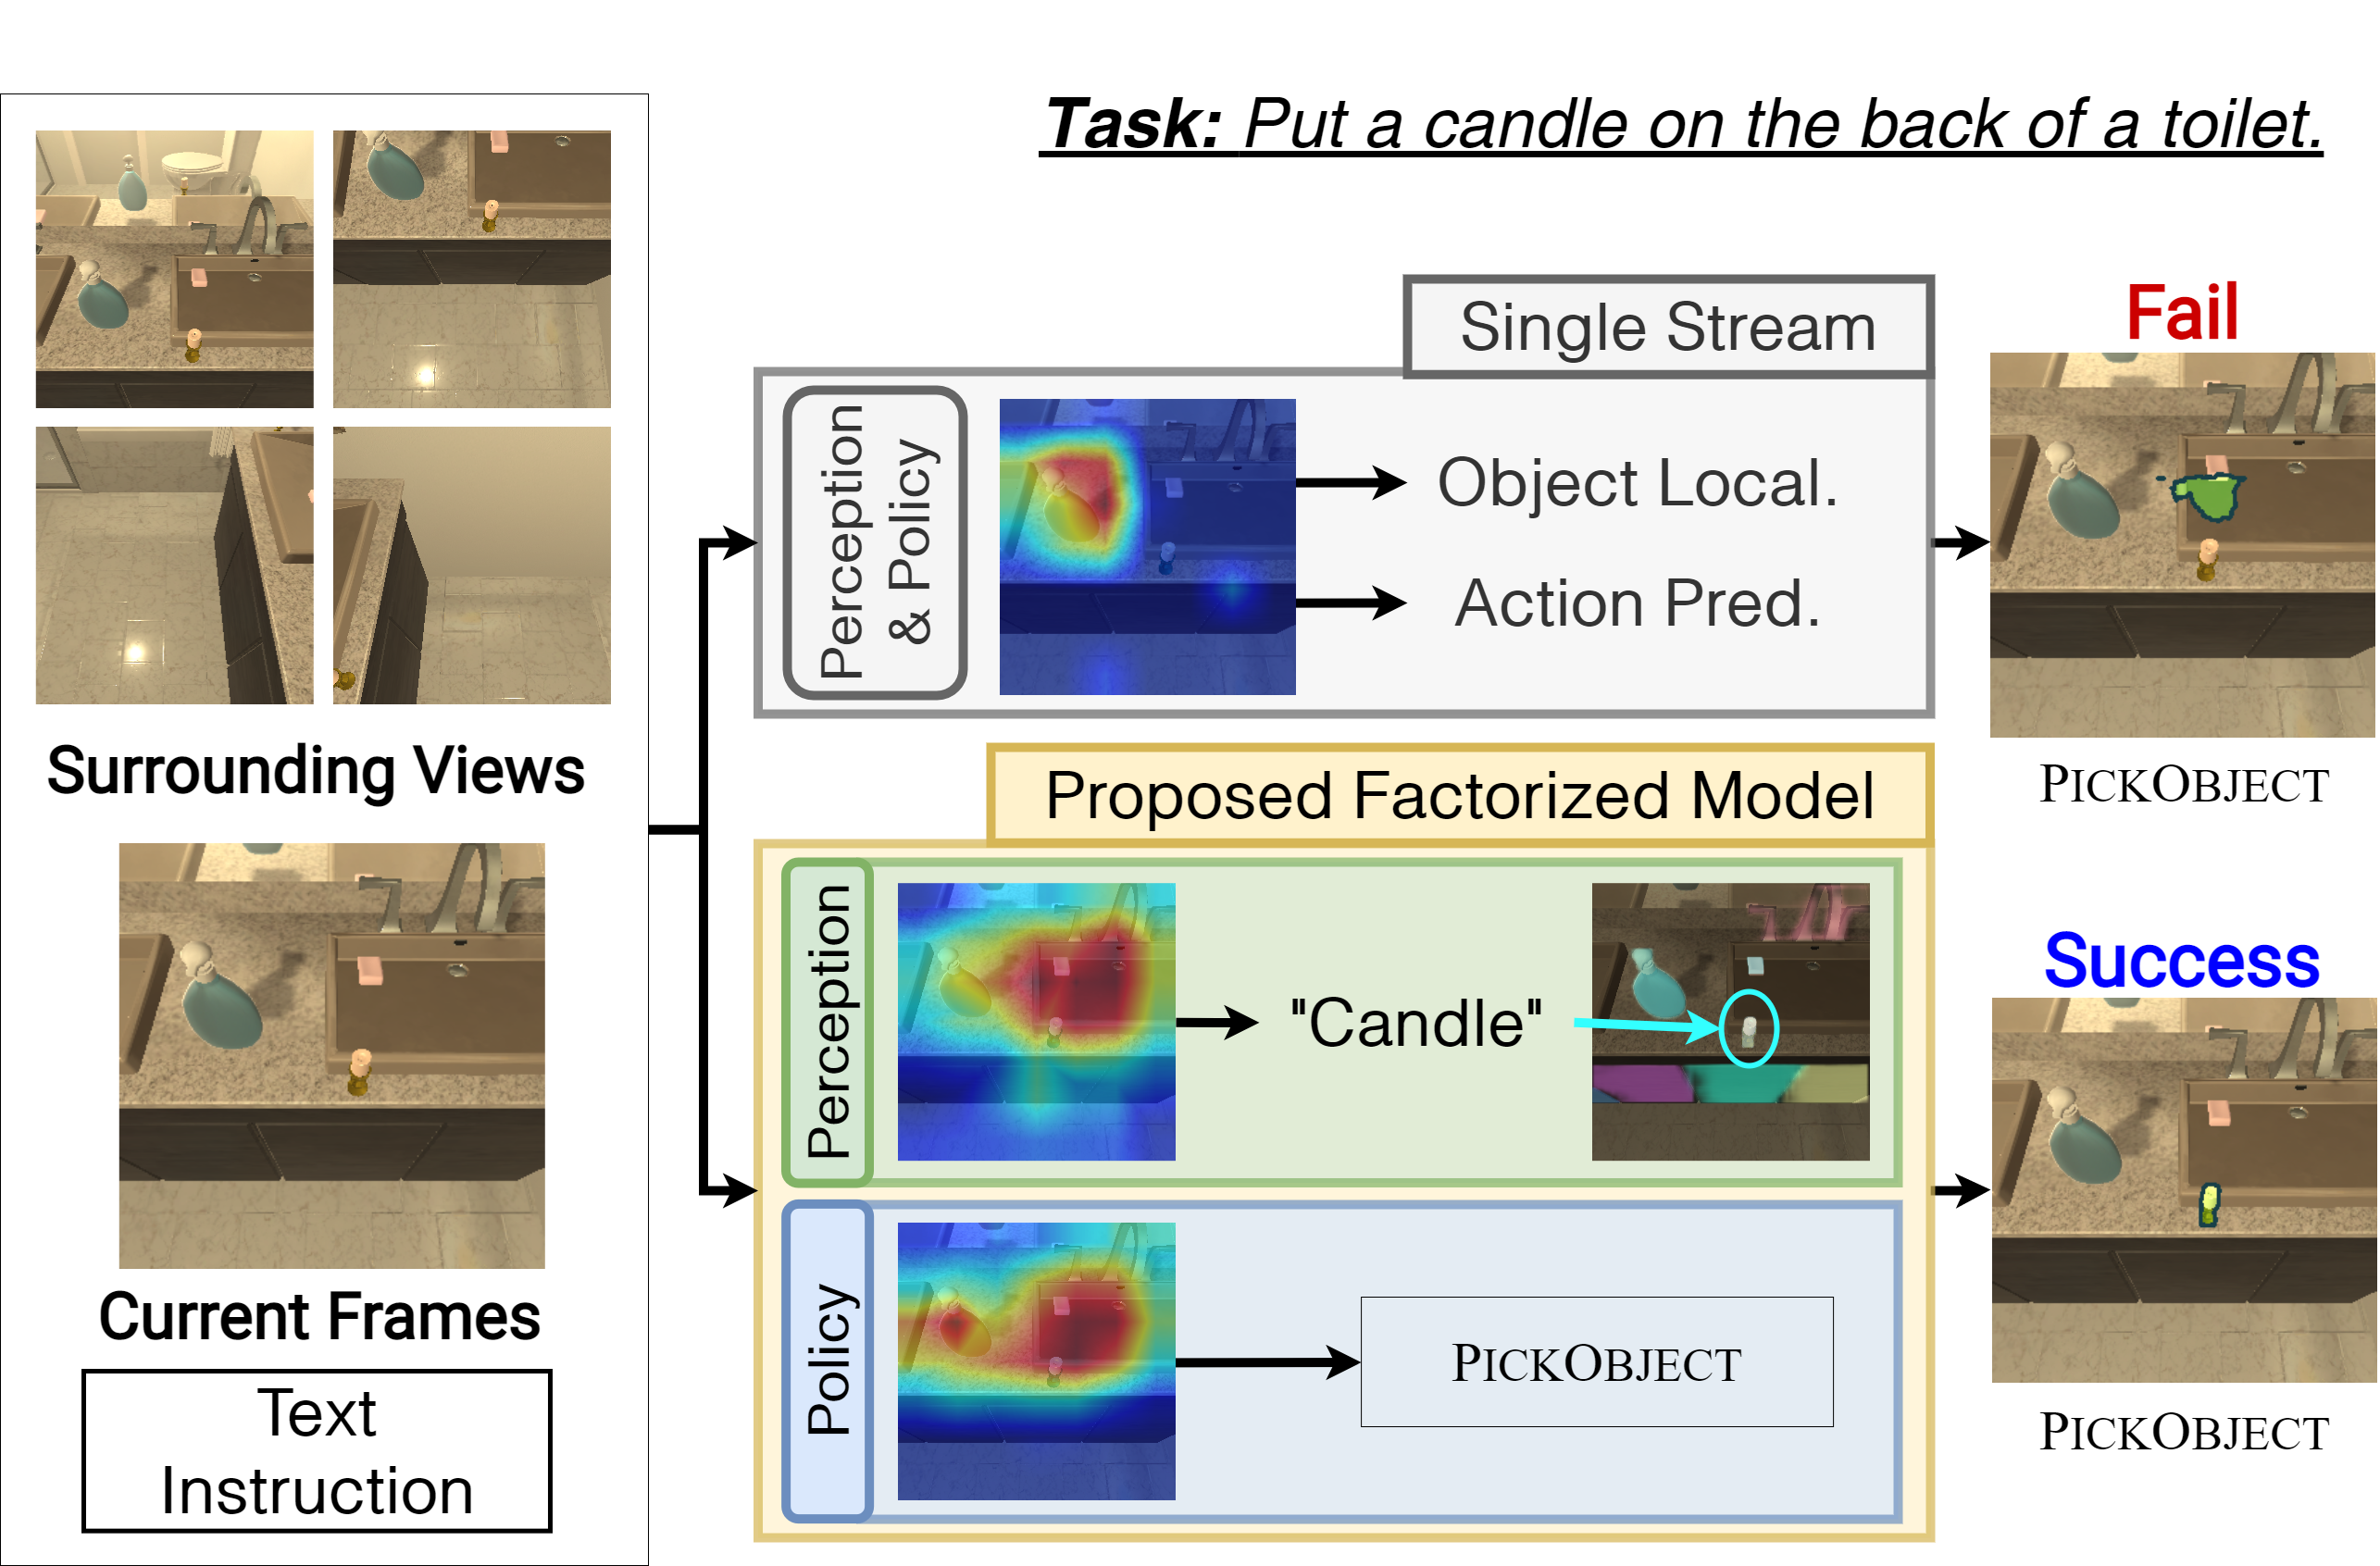 Task: Put a candle on the back of a toilet.
Surrounding Views
Current Frames
Text
Instruction
Single Stream
Perception
& Policy
Object Local.
Action Pred.
Fail
PICKOBJECT
Proposed Factorized Model
Perception
"Candle"
Policy
PICKOBJECT
Success
PICKOBJECT